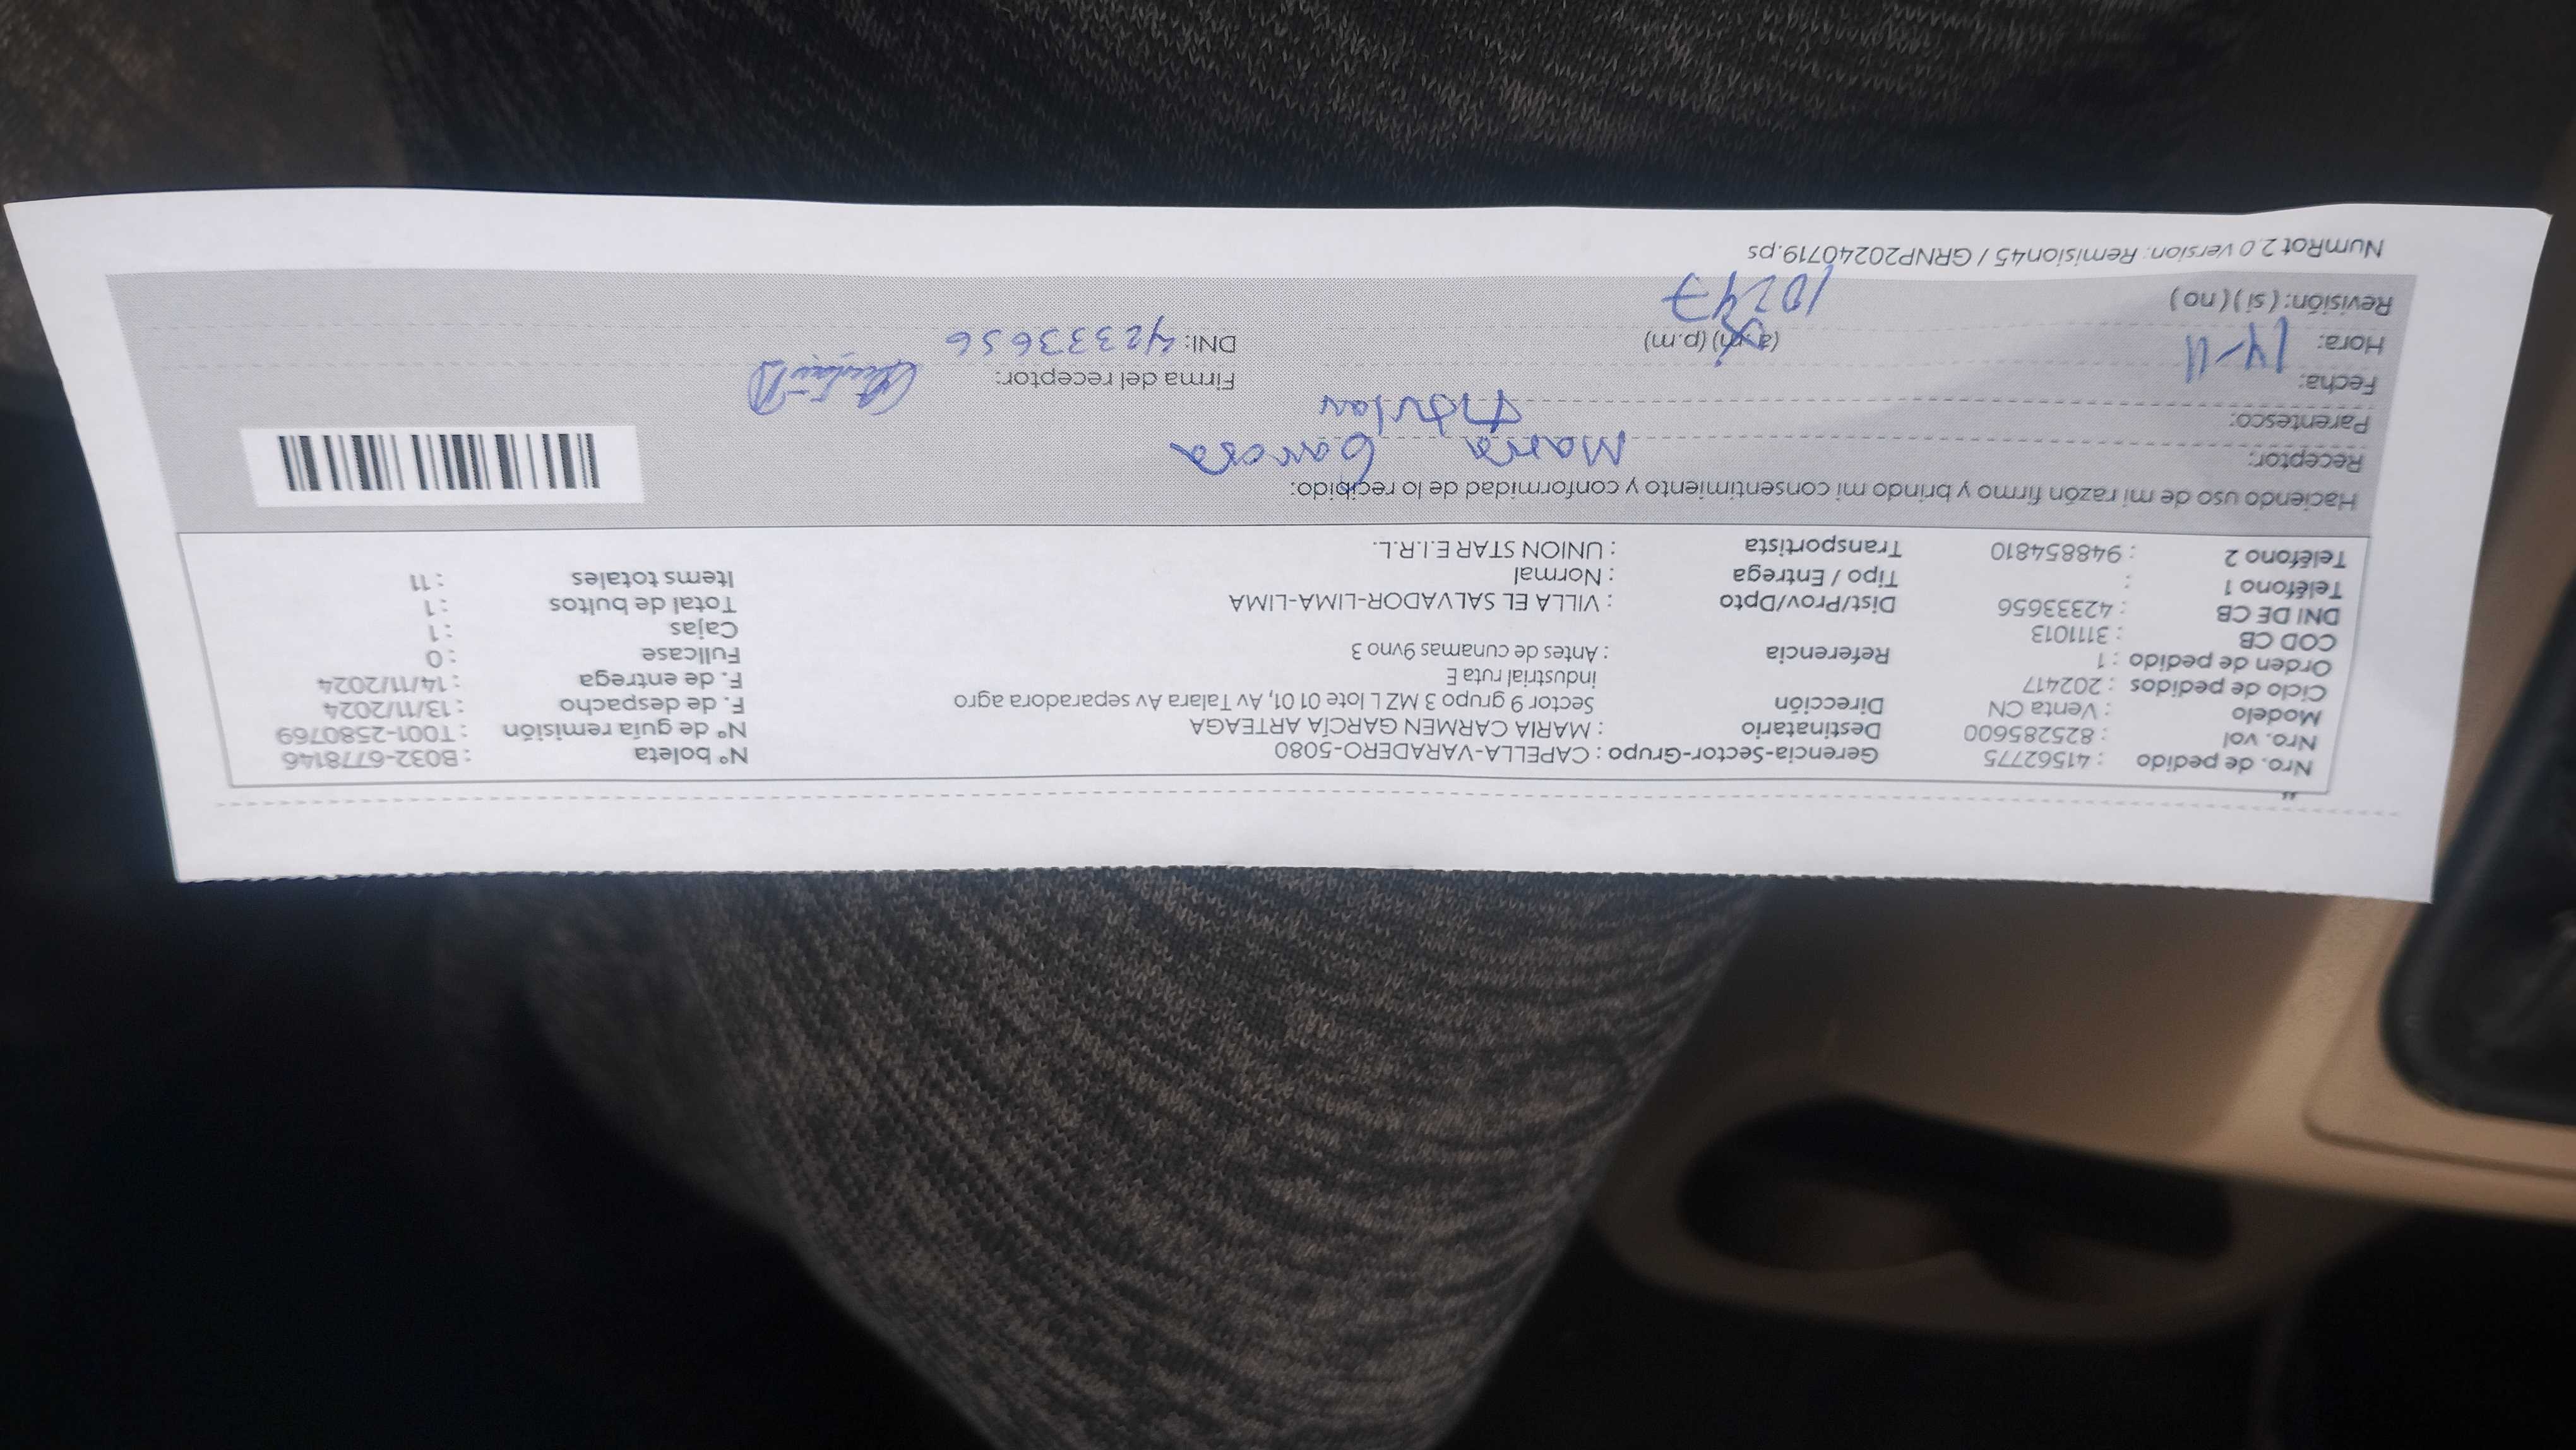 Nro. de pedido : 41562775 Gerencia-Sector-Grupo : CAPELLA-VARADERO-5080 N° boleta : B032-6778146
Nro. vol : 825285600 Destinatario : MARIA CARMEN GARCÍA ARTEAGA N° de guía remisión : T001-2580769
Modelo : Venta CN Dirección Sector 9 grupo 3 MZ L lote 01 01, Av Talara Av separadora agro F. de despacho : 13/11/2024
Ciclo de pedidos : 202417 industrial ruta E F. de entrega : 14/11/2024
Orden de pedido : 1 Referencia : Antes de cunamas 9vno 3 Fullcase : 0
COD CB : 3111013 Cajas : 1
DNI DE CB : 42333656 Dist/Prov/Dpto : VILLA EL SALVADOR-LIMA-LIMA Total de bultos : 1
Teléfono 1 : Tipo / Entrega : Normal Items totales : 11
Teléfono 2 : 948854810 Transportista : UNION STAR E.I.R.L.
Haciendo uso de mi razón firmo y brindo mi consentimiento y conformidad de lo recibido:
Receptor: Maria
Parentesco: titular
Fecha: 14-11 Firma del receptor:
Hora: (a.m) (p.m) DNI: 42333656
Revisión: ( si ) ( no ) 10:47
NumRot 2.0 version: Remision45 / GRNP20240719.ps